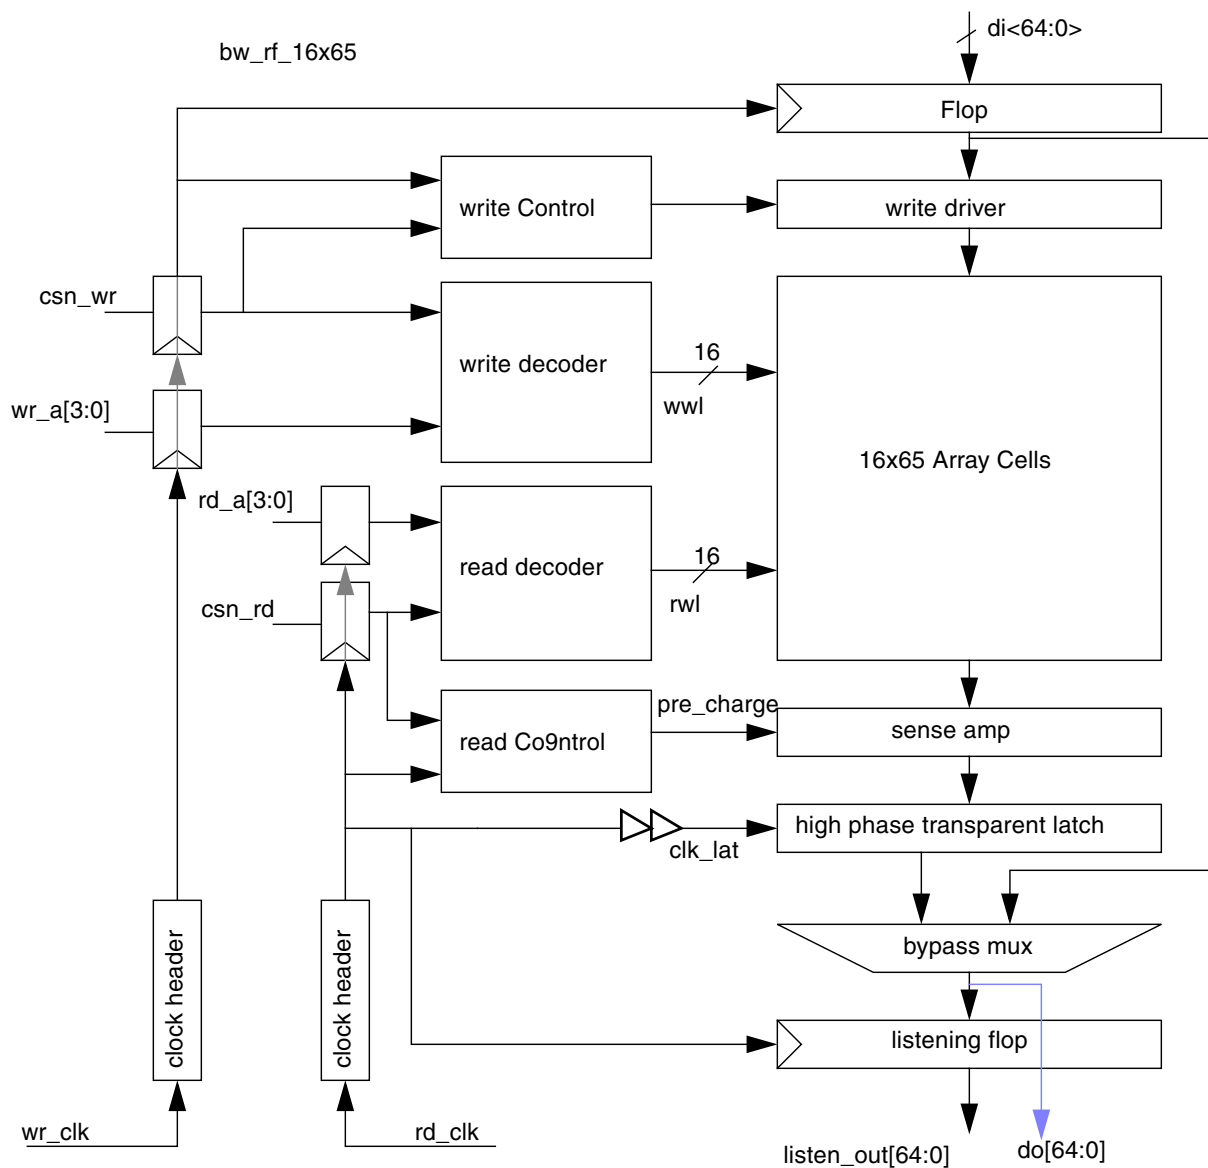 di<64:0>
bw_rf_16x65
Flop
write Control
write driver
csn_wr
16
write decoder
wwl
wr_a[3:0]
16x65 Array Cells
rd_a[3:0]
16
read decoder
rwl
csn_rd
pre_charge
sense amp
read Co9ntrol
high phase transparent latch
clk_lat
bypass mux
clock header
clock header
listening flop
wr_clk
rd_clk
listen_out[64:0]
do[64:0]